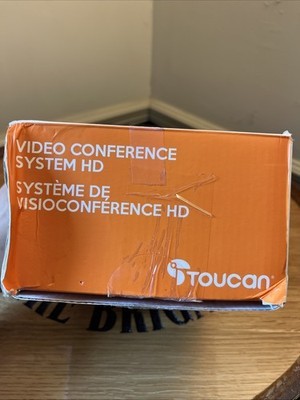 VIDEO CONFERENCE
SYSTEM HD
SYSTÈME DE
VISIOCONFÉRENCE HD
TOUCAN